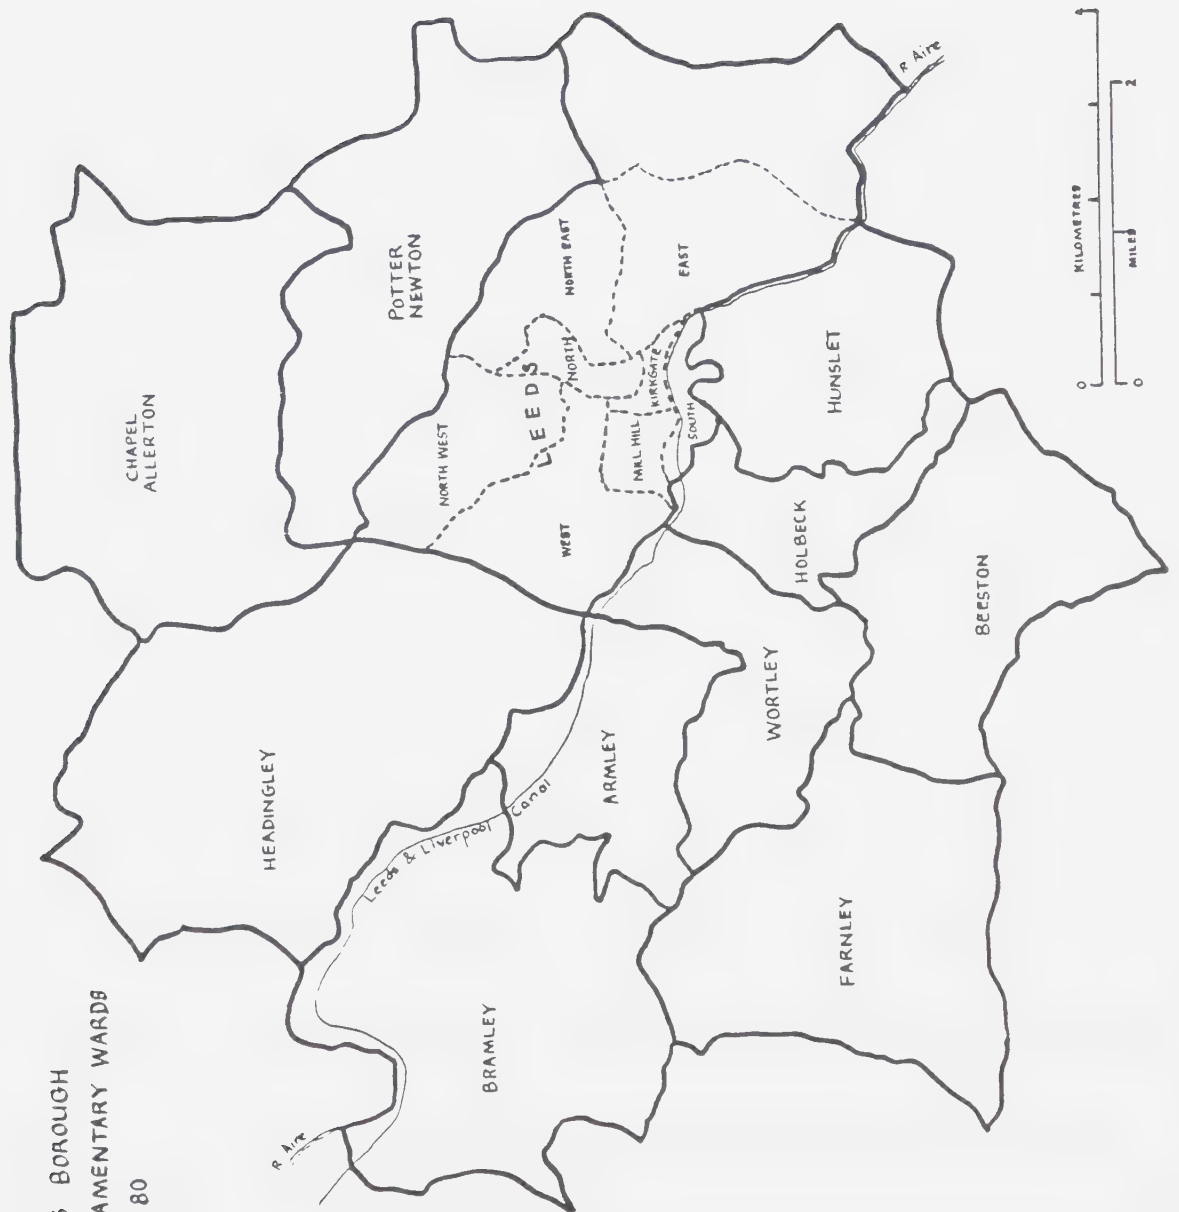 BOROUGH
AMENTARY WARDS
80
CHAPEL
ALLERTON
POTTER
NEWTON
HEADINGLEY
NORTH WEST
NORTH EAST
LEEDS
NORTH
EAST
WEST
MILL HILL
KIRKGATE
SOUTH
HUNSLET
HOLBECK
BEESTON
WORTLEY
ARMLEY
BRAMLEY
FARNLEY
Leeds & Liverpool Canal
R Aire
R Aire
KILOMETRES
0 4
MILES
0 2